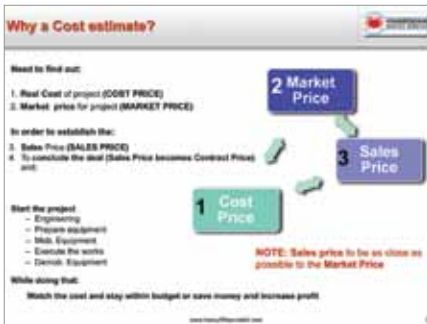 Why a Cost estimate?
Need to find out:
1. Real Cost of project (COST PRICE)
2. Market price for project (MARKET PRICE)
In order to establish the:
3. Sales Price (SALES PRICE)
4. To conclude the deal (Sales Price becomes Contract Price)
and:
Start the project
– Engineering
– Prepare equipment
– Mob. Equipment
– Execute the works
– Demob. Equipment
While doing that:
Watch the cost and stay within budget or save money and increase profit
2 Market
Price
3 Sales
Price
1 Cost
Price
NOTE: Sales price to be as close as
possible to the Market Price